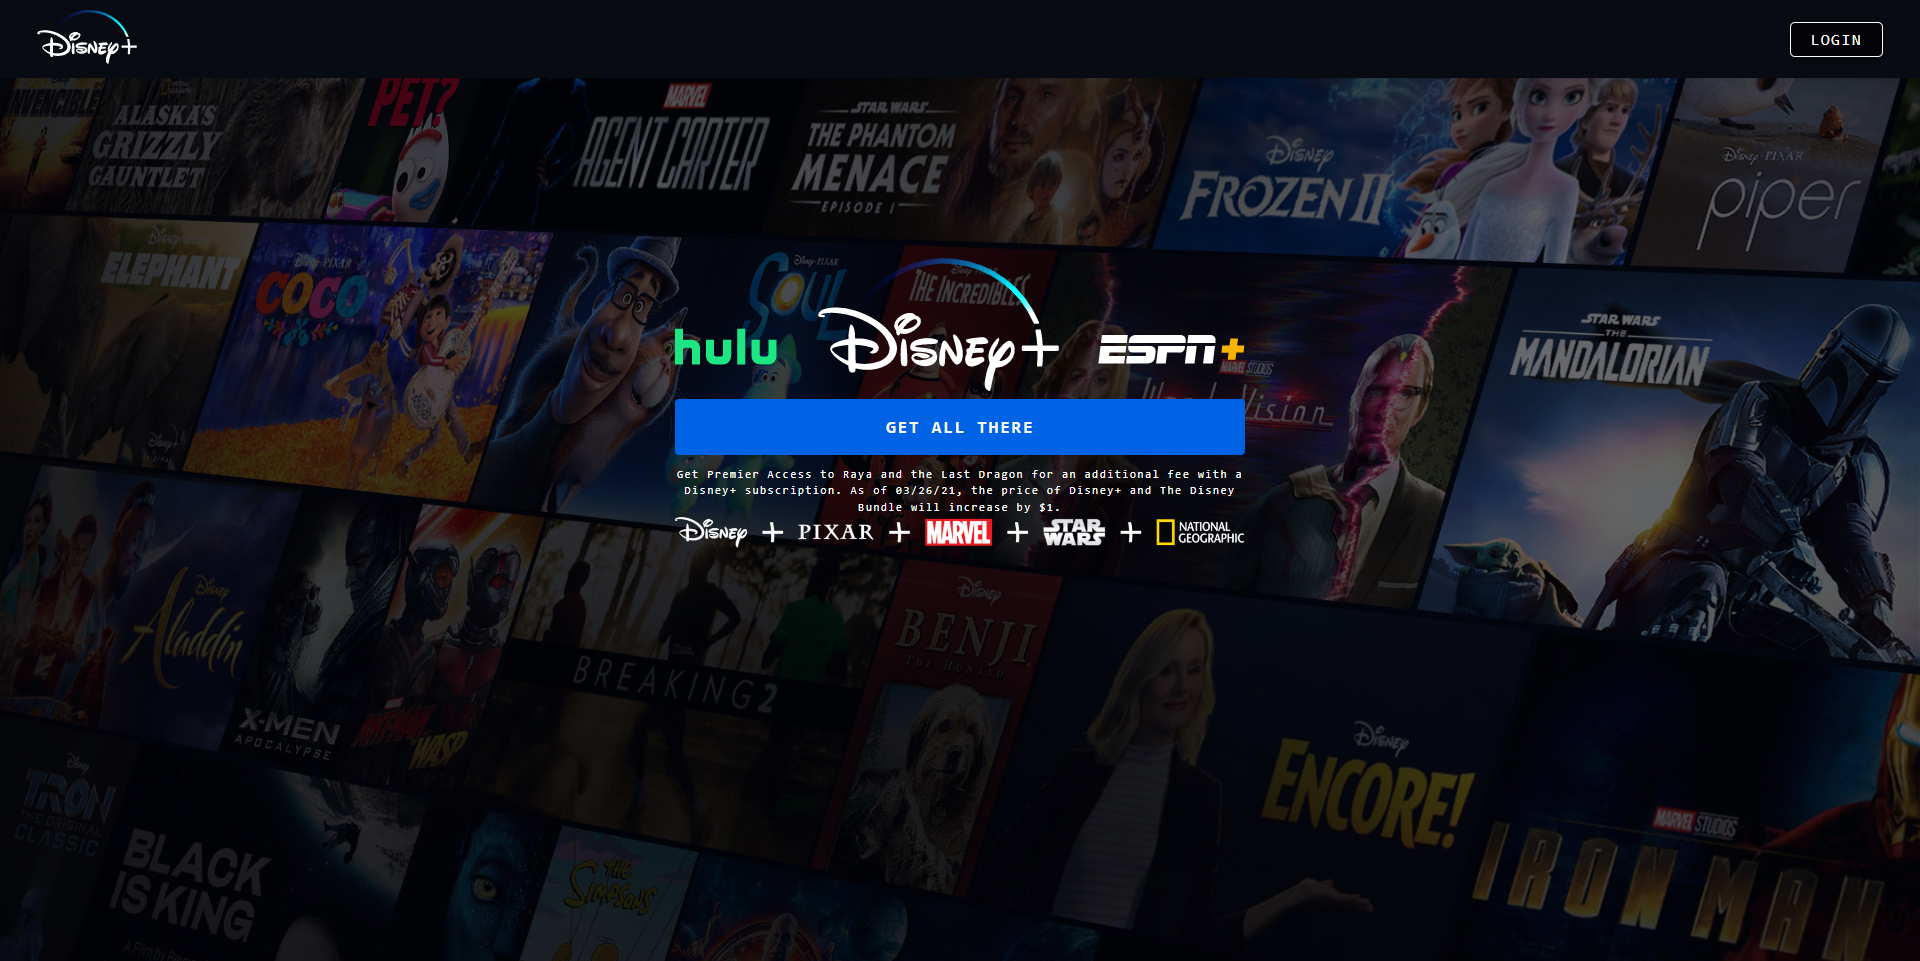 Disney+
LOGIN
INVENCIBLE
ALASKA'S
GRIZZLY
GAUNTLET
PET?
MARVEL
AGENT CARTER
STAR WARS
THE PHANTOM
MENACE
EPISODE I
Disney
FROZEN II
Disney PIXAR
piper
ELEPHANT
Disney PIXAR
COCO
Disney PIXAR
SOUL
Disney PIXAR
THE INCREDIBLES
hulu
Disney+
ESPN+
MARVEL STUDIOS
WandaVision
STAR WARS
THE
MANDALORIAN
GET ALL THERE
Get Premier Access to Raya and the Last Dragon for an additional fee with a
Disney+ subscription. As of 03/26/21, the price of Disney+ and The Disney
Bundle will increase by $1.
Disney + PIXAR + MARVEL + STAR WARS + NATIONAL GEOGRAPHIC
Disney
Aladdin
X-MEN
APOCALYPSE
MARVEL
ANT-MAN
AND THE
WASP
BREAKING2
Disney
BENJI
THE HUNTED
Disney
ENCORE!
MARVEL STUDIOS
IRON MAN
Disney
TRON
THE ORIGINAL
CLASSIC
BLACK
IS KING
A Film by
THE
SIMPSONS